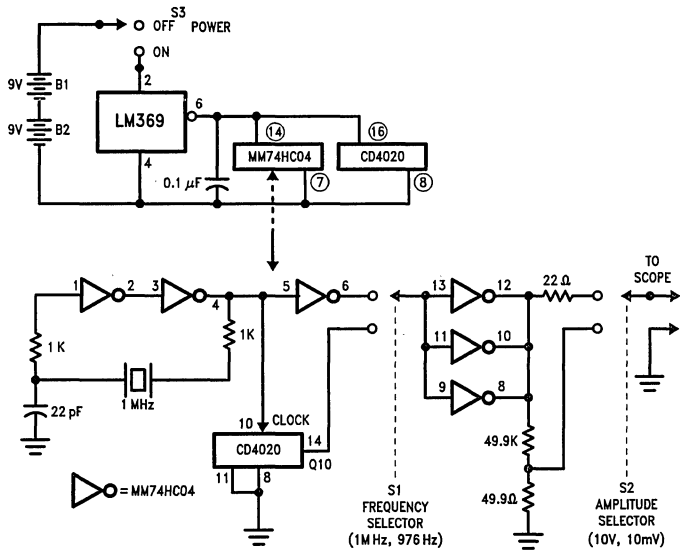 S3
OFF POWER
ON
9V B1
9V B2
2
LM369
6
4
0.1 μF
14
MM74HC04
7
16
CD4020
8
1 2 3 4 5 6
1K
1K
1 MHz
22 pF
10 CLOCK
CD4020
14
Q10
11 8
= MM74HC04
13 12
11 10
9 8
22Ω
49.9K
49.9Ω
TO
SCOPE
S1
FREQUENCY
SELECTOR
(1MHz, 976Hz)
S2
AMPLITUDE
SELECTOR
(10V, 10mV)